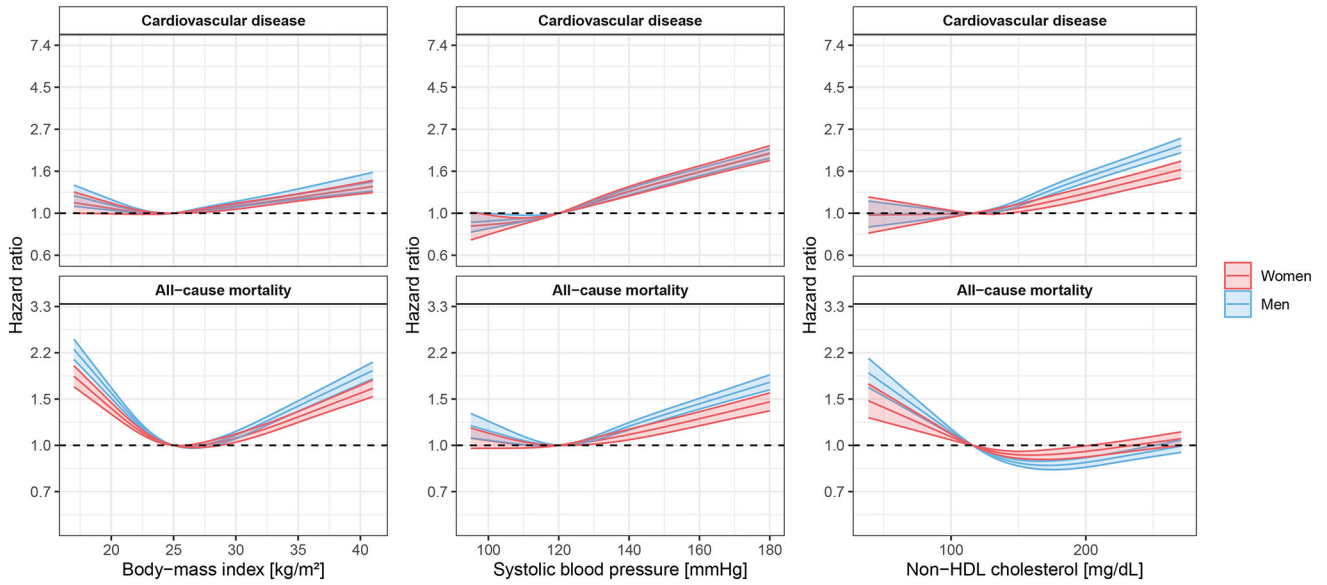 Cardiovascular disease
Cardiovascular disease
Cardiovascular disease
7.4
4.5
2.7
1.6
1.0
0.6
7.4
4.5
2.7
1.6
1.0
0.6
7.4
4.5
2.7
1.6
1.0
0.6
Hazard ratio
Hazard ratio
Hazard ratio
All−cause mortality
All−cause mortality
All−cause mortality
3.3
2.2
1.5
1.0
0.7
3.3
2.2
1.5
1.0
0.7
3.3
2.2
1.5
1.0
0.7
20 25 30 35 40
100 120 140 160 180
100 200
Body−mass index [kg/m²]
Systolic blood pressure [mmHg]
Non−HDL cholesterol [mg/dL]
Women
Men